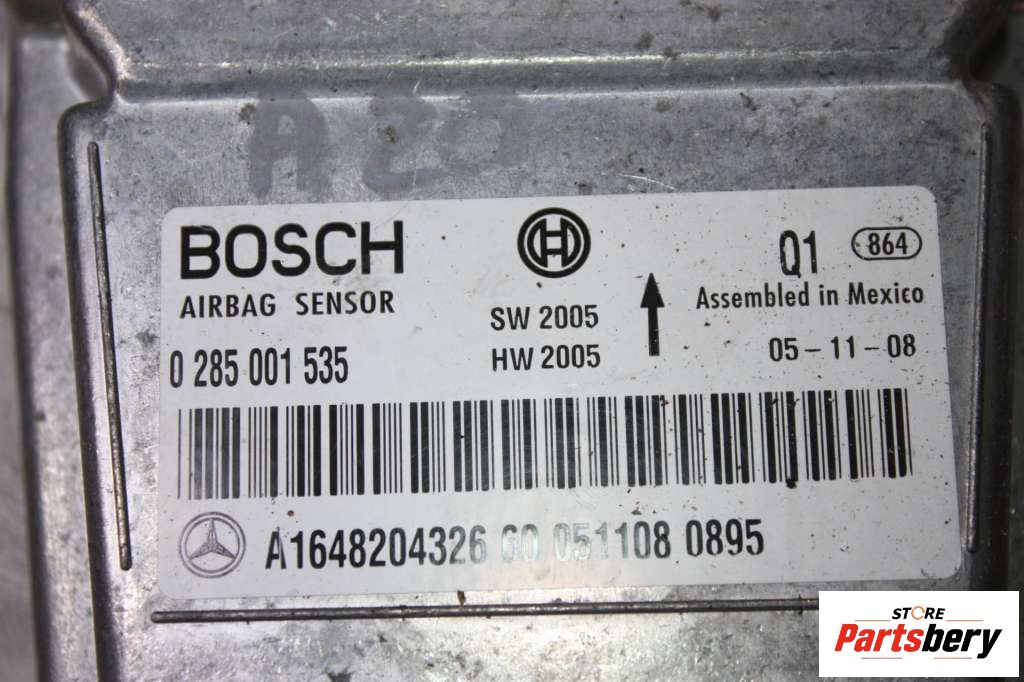 A20
BOSCH
AIRBAG SENSOR
0 285 001 535
SW 2005
HW 2005
Q1 864
Assembled in Mexico
05-11-08
A1648204326 60 051108 0895
STORE
Partsbery